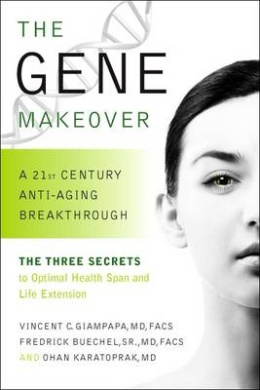 THE
GENE
MAKEOVER
A 21ST CENTURY
ANTI-AGING
BREAKTHROUGH
THE THREE SECRETS
to Optimal Health Span and
Life Extension
VINCENT C. GIAMPAPA, MD, FACS
FREDRICK BUECHEL, SR., MD, FACS
AND OHAN KARATOPRAK, MD